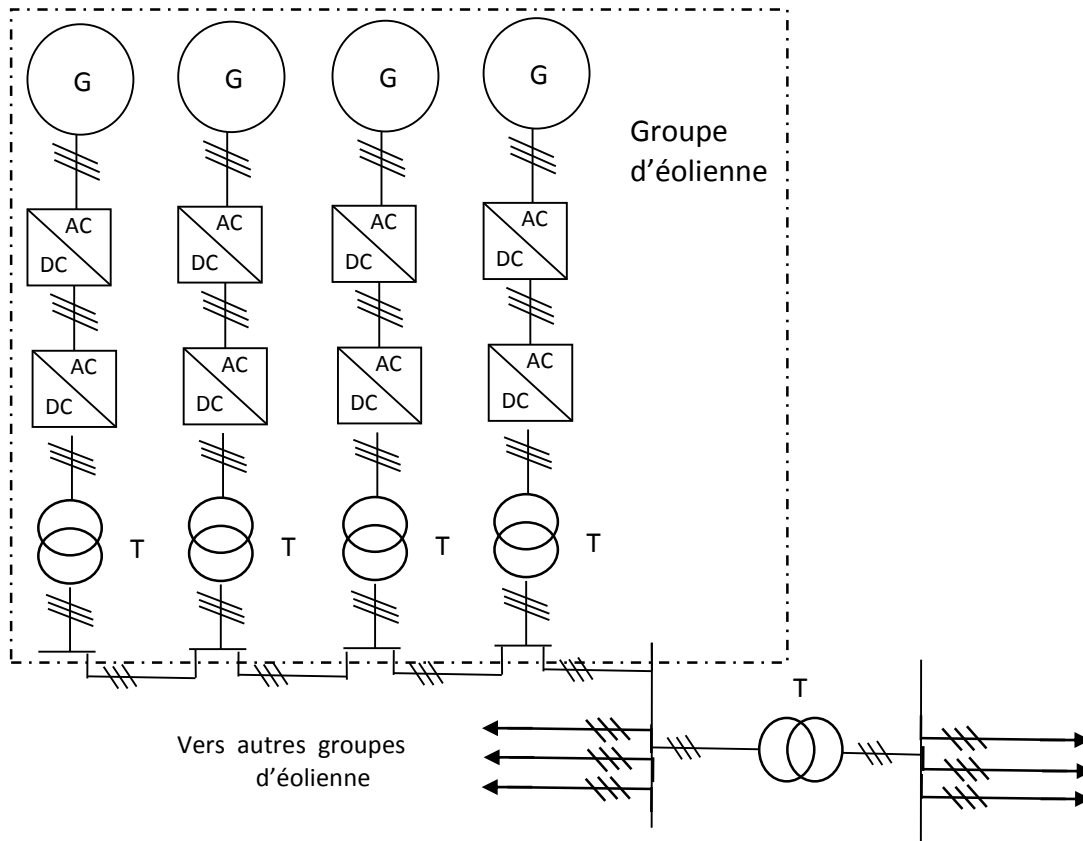 G G G G
Groupe
d'éolienne
AC AC AC AC
DC DC DC DC
AC AC AC AC
DC DC DC DC
T T T T
T
Vers autres groupes
d'éolienne